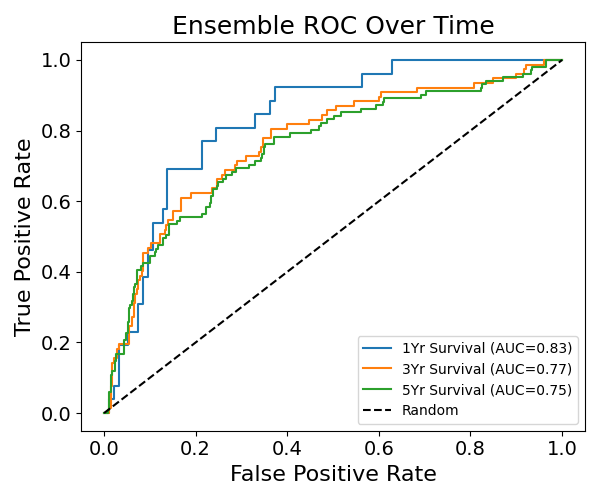 Ensemble ROC Over Time
True Positive Rate
1.0
0.8
0.6
0.4
0.2
0.0
0.0 0.2 0.4 0.6 0.8 1.0
False Positive Rate
1Yr Survival (AUC=0.83)
3Yr Survival (AUC=0.77)
5Yr Survival (AUC=0.75)
Random